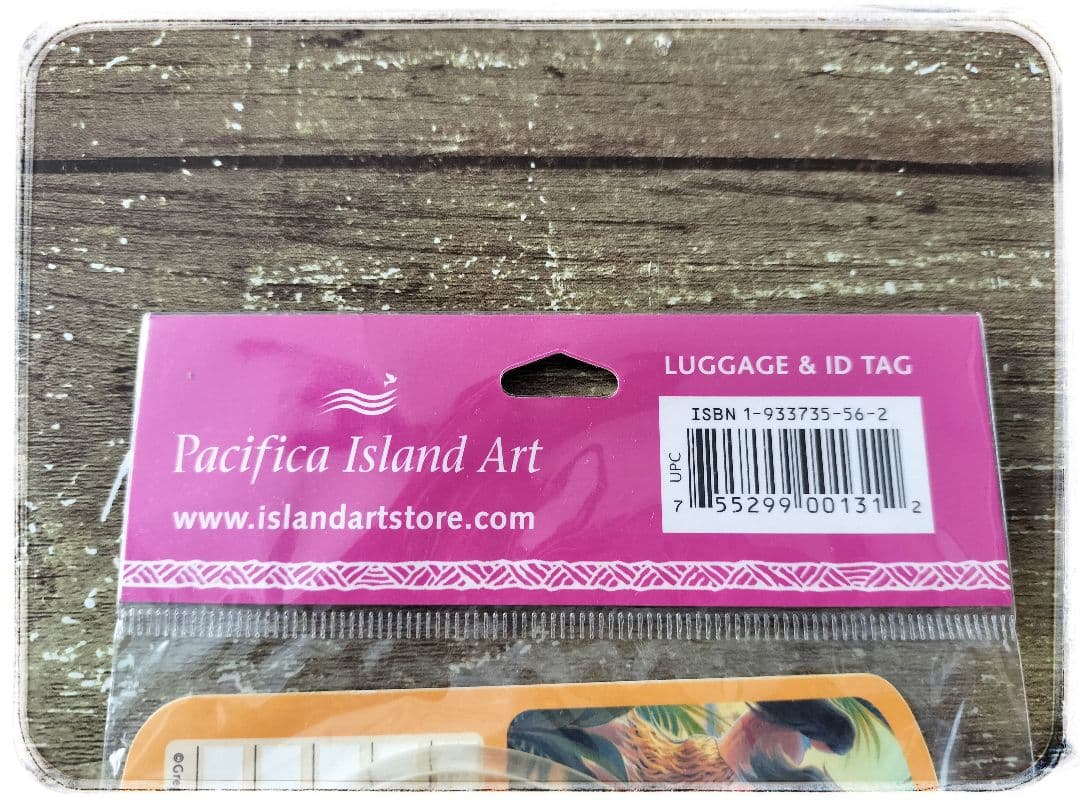 LUGGAGE & ID TAG
ISBN 1-933735-56-2
UPC
7 55299 00131 2
Pacifica Island Art
www.islandartstore.com